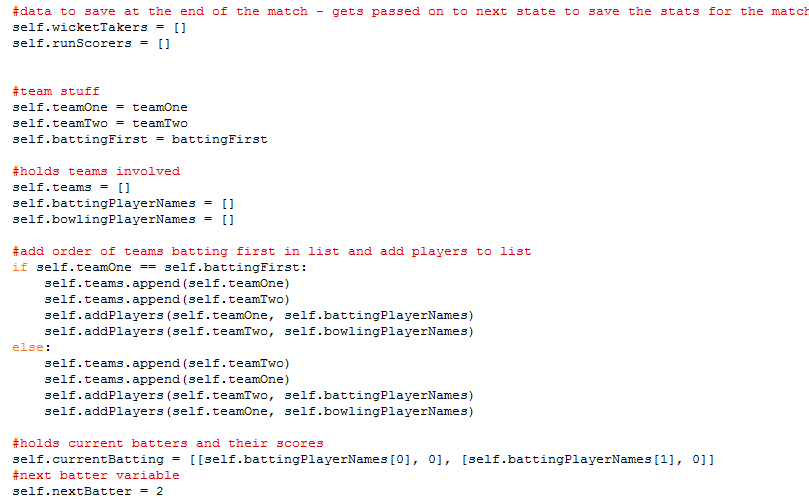 #data to save at the end of the match - gets passed on to next state to save the stats for the match
self.wicketTakers = []
self.runScorers = []
#team stuff
self.teamOne = teamOne
self.teamTwo = teamTwo
self.battingFirst = battingFirst
#holds teams involved
self.teams = []
self.battingPlayerNames = []
self.bowlingPlayerNames = []
#add order of teams batting first in list and add players to list
if self.teamOne == self.battingFirst:
    self.teams.append(self.teamOne)
    self.teams.append(self.teamTwo)
    self.addPlayers(self.teamOne, self.battingPlayerNames)
    self.addPlayers(self.teamTwo, self.bowlingPlayerNames)
else:
    self.teams.append(self.teamTwo)
    self.teams.append(self.teamOne)
    self.addPlayers(self.teamTwo, self.battingPlayerNames)
    self.addPlayers(self.teamOne, self.bowlingPlayerNames)
#holds current batters and their scores
self.currentBatting = [[self.battingPlayerNames[0], 0], [self.battingPlayerNames[1], 0]]
#next batter variable
self.nextBatter = 2